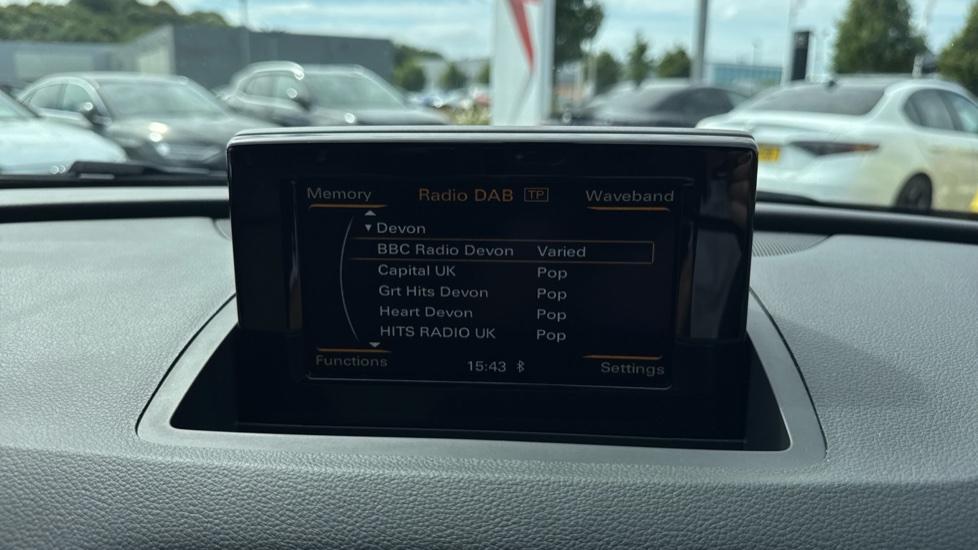 Memory Radio DAB TP Waveband
Devon
BBC Radio Devon Varied
Capital UK Pop
Grt Hits Devon Pop
Heart Devon Pop
HITS RADIO UK Pop
Functions 15:43 Settings